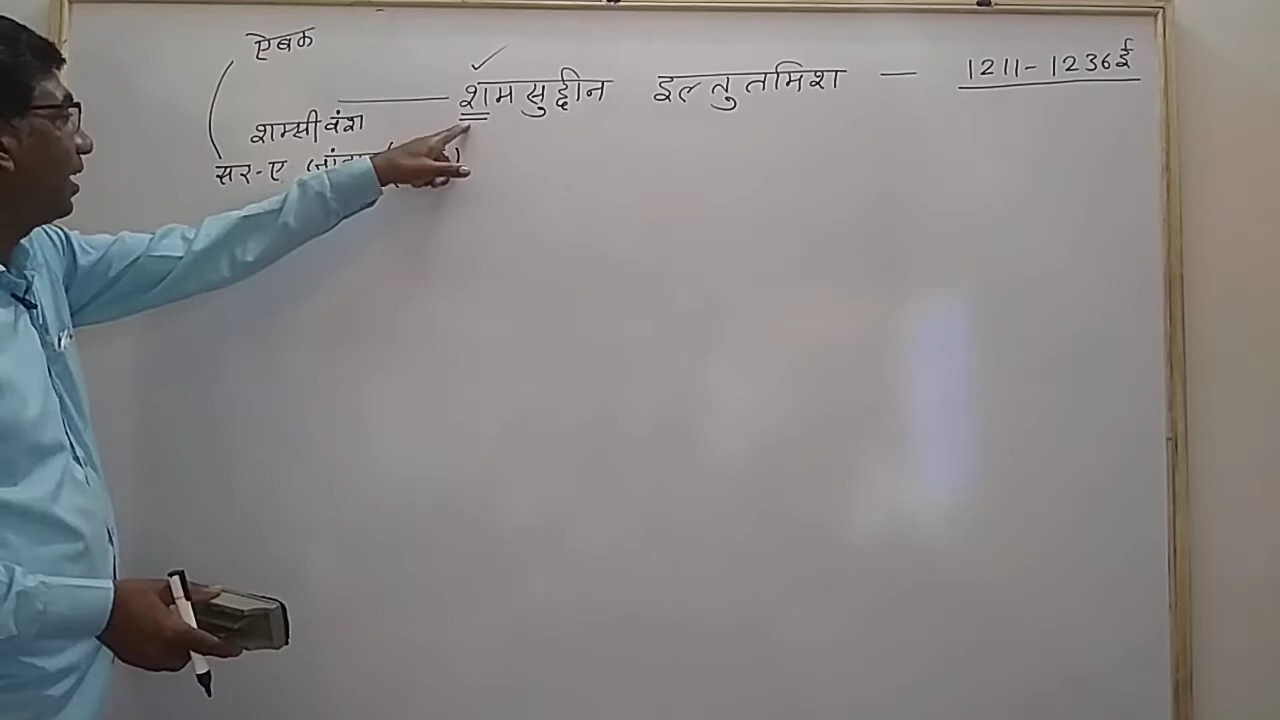 ऐबक
शमसुद्दीन इल्तुतमिश — 1211-1236ई
शम्सी वंश
सर-ए